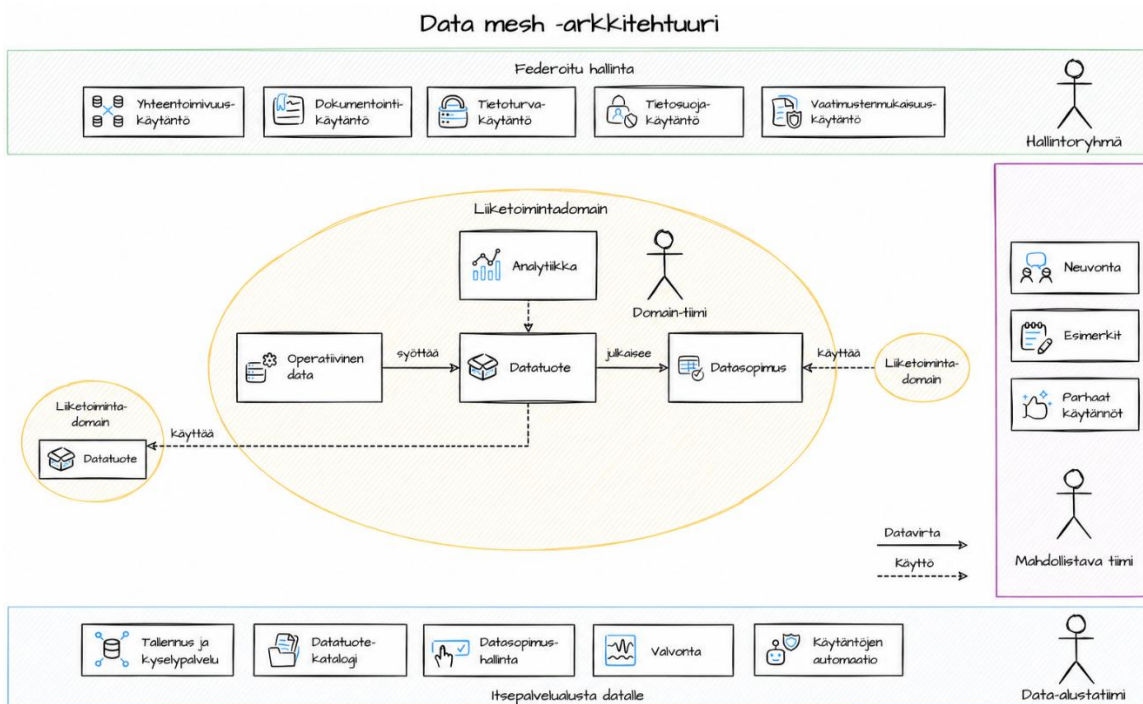 Data mesh -arkkitehtuuri
Federoitu hallinta
Yhteentoimivuus-
käytäntö
Dokumentointi-
käytäntö
Tietoturva-
käytäntö
Tietosuoja-
käytäntö
Vaatimustenmukaisuus-
käytäntö
Hallintoryhmä
Liiketoimintadomain
Analytiikka
Domain-tiimi
Operatiivinen
data
syöttää
Datatuote
julkaisee
Datasopimus
käyttää
Liiketoiminta-
domain
Liiketoiminta-
domain
Datatuote
käyttää
Neuvonta
Esimerkit
Parhaat
käytännöt
Mahdollistava tiimi
Datavirta
Käyttö
Tallennus ja
kyselypalvelu
Datatuote-
katalogi
Datasopimus-
hallinta
Valvonta
Käytäntöjen
automaatio
Itsepalvelualusta datalle
Data-alustatiimi